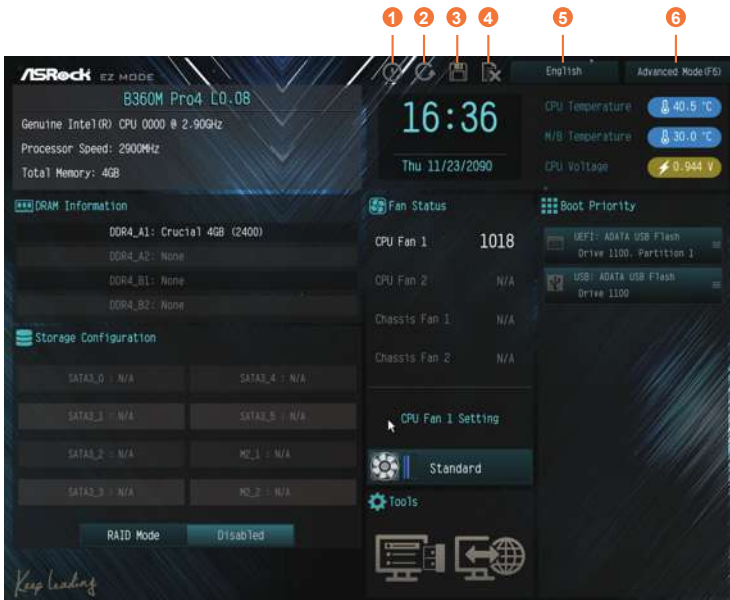 1 2 3 4 5 6
ASRock EZ MODE
English
Advanced Mode(F6)
B360M Pro4 L0.08
Genuine Intel(R) CPU 0000 @ 2.90GHz
Processor Speed: 2900MHz
Total Memory: 4GB
16:36
Thu 11/23/2090
CPU Temperature
40.5 °C
M/B Temperature
30.0 °C
CPU Voltage
0.944 V
DRAM Information
DDR4_A1: Crucial 4GB (2400)
DDR4_A2: None
DDR4_B1: None
DDR4_B2: None
Storage Configuration
SATA3_0 : N/A
SATA3_4 : N/A
SATA3_1 : N/A
SATA3_5 : N/A
SATA3_2 : N/A
M2_1 : N/A
SATA3_3 : N/A
M2_2 : N/A
RAID Mode
Disabled
Keep Leading
Fan Status
CPU Fan 1 1018
CPU Fan 2 N/A
Chassis Fan 1 N/A
Chassis Fan 2 N/A
CPU Fan 1 Setting
Standard
Tools
Boot Priority
UEFI: ADATA USB Flash
Drive 1100, Partition 1
USB: ADATA USB Flash
Drive 1100